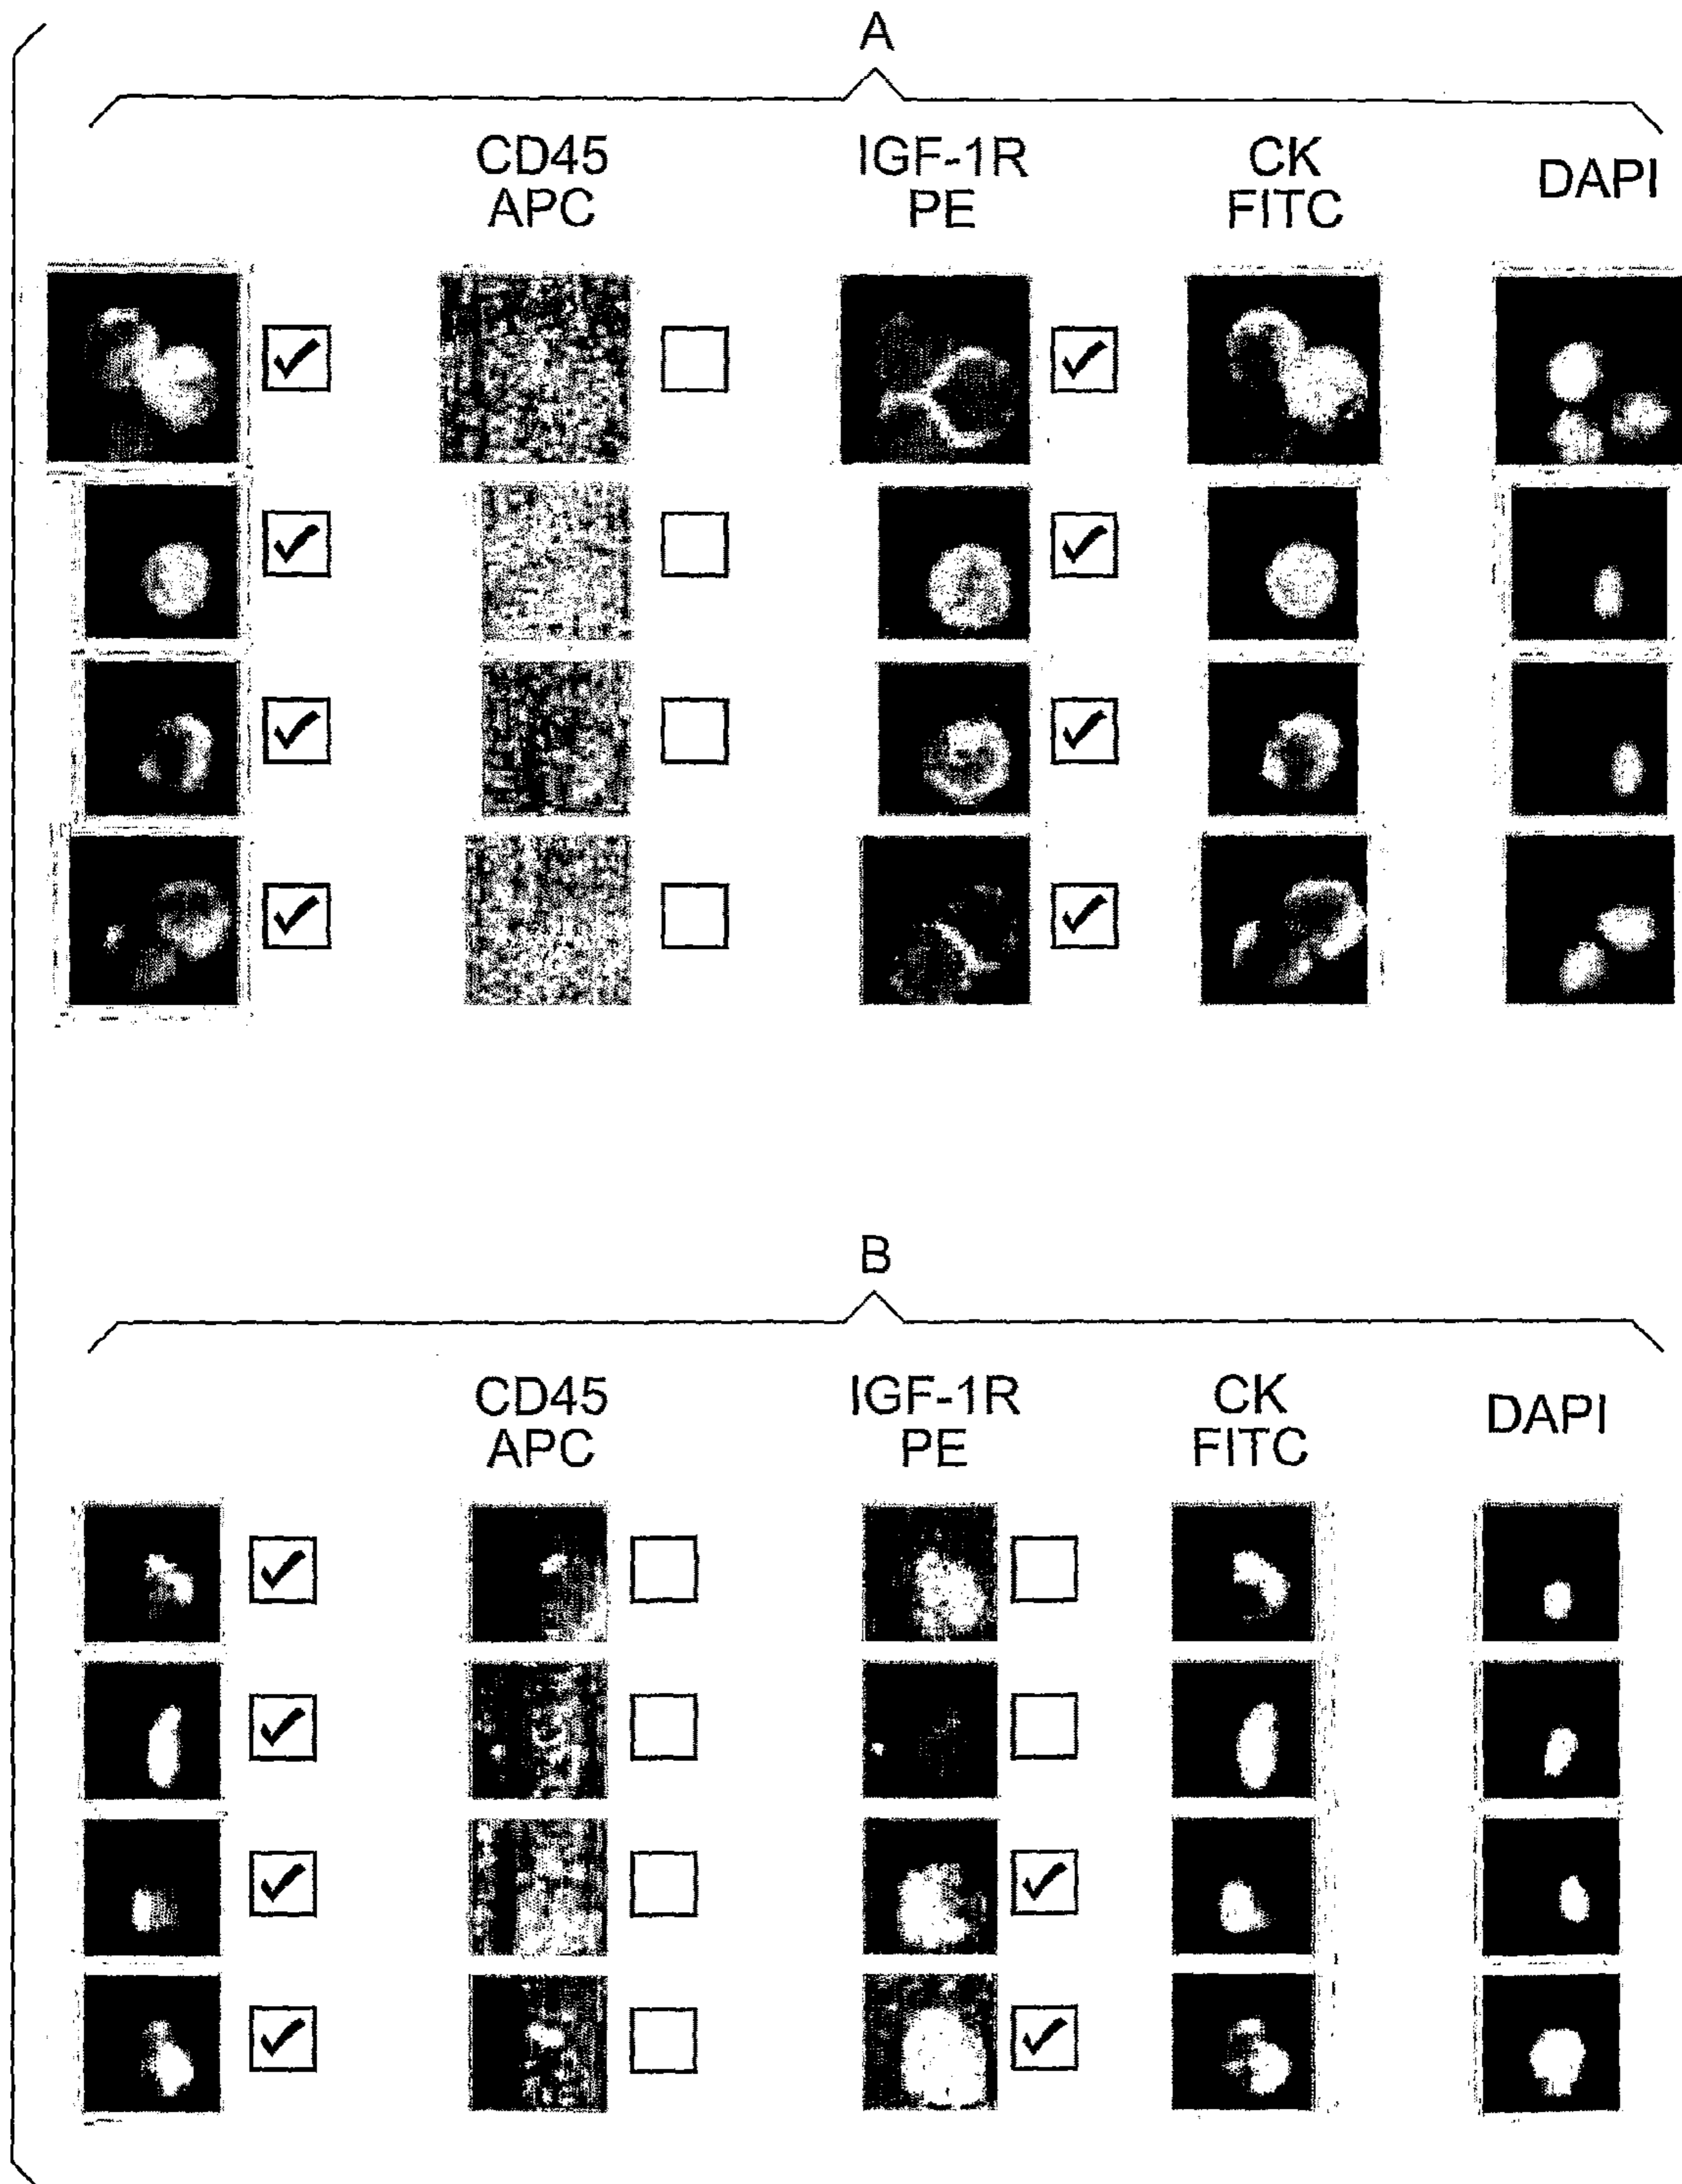 A
CD45
APC
IGF-1R
PE
CK
FITC
DAPI
B
CD45
APC
IGF-1R
PE
CK
FITC
DAPI